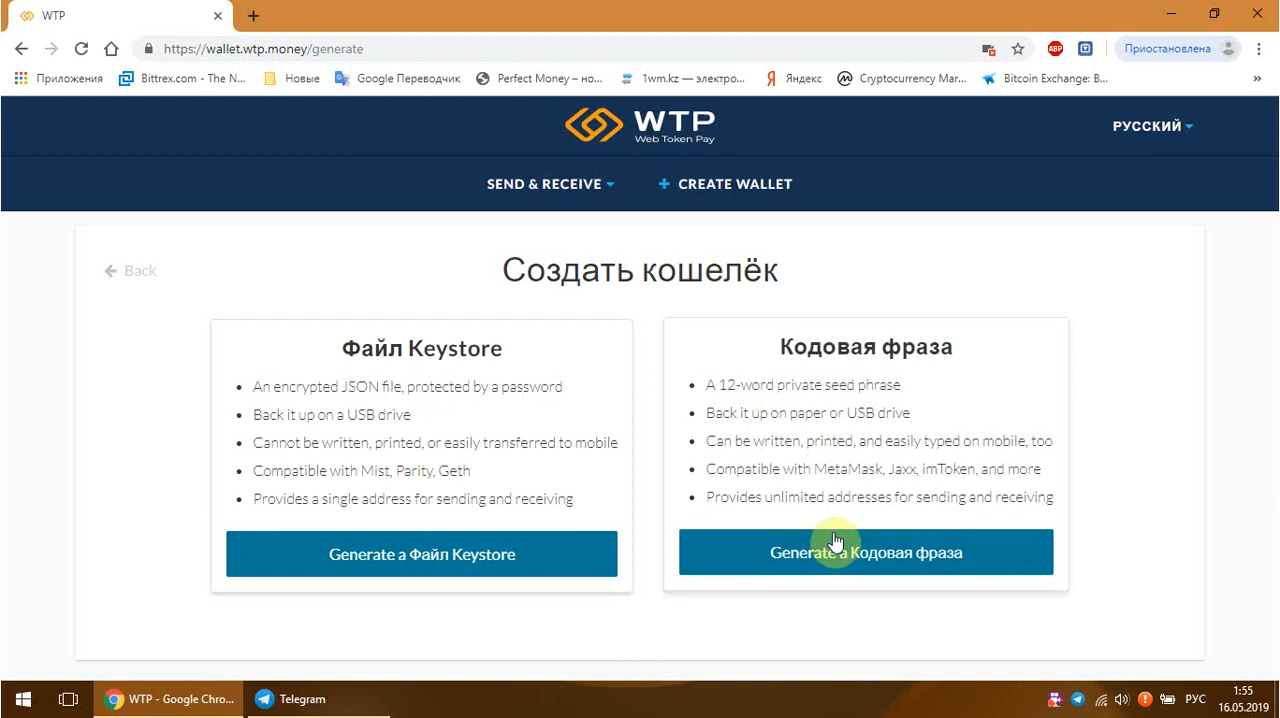 WTP
https://wallet.wtp.money/generate
ABP
Приостановлена
Приложения
Bittrex.com - The N...
Новые
Google Переводчик
Perfect Money – но...
1wm.kz — электро...
Яндекс
Cryptocurrency Mar...
Bitcoin Exchange: B...
WTP
Web Token Pay
РУССКИЙ
SEND & RECEIVE
CREATE WALLET
Back
Создать кошелёк
Файл Keystore
An encrypted JSON file, protected by a password
Back it up on a USB drive
Cannot be written, printed, or easily transferred to mobile
Compatible with Mist, Parity, Geth
Provides a single address for sending and receiving
Generate a Файл Keystore
Кодовая фраза
A 12-word private seed phrase
Back it up on paper or USB drive
Can be written, printed, and easily typed on mobile, too
Compatible with MetaMask, Jaxx, imToken, and more
Provides unlimited addresses for sending and receiving
Generate a Кодовая фраза
WTP - Google Chro...
Telegram
РУС
1:55
16.05.2019